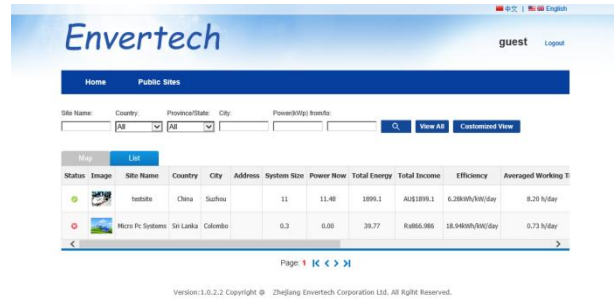 中文 | English
Envertech
guest Logout
Home Public Sites
Site Name: Country: Province/State: City: Power(kWp) from/to:
All All View All Customized View
Map List
Status Image Site Name Country City Address System Size Power Now Total Energy Total Income Efficiency Averaged Working Ti
testsite China Suzhou 11 11.48 1899.1 AU$1899.1 6.28kWh/kW/day 8.20 h/day
Micro Pc Systems Sri Lanka Colombo 0.3 0.00 39.77 Rs866.986 18.94kWh/kW/day 0.73 h/day
Page: 1
Version:1.0.2.2 Copyright @ Zhejiang Envertech Corporation Ltd. All Rgiht Reserved.